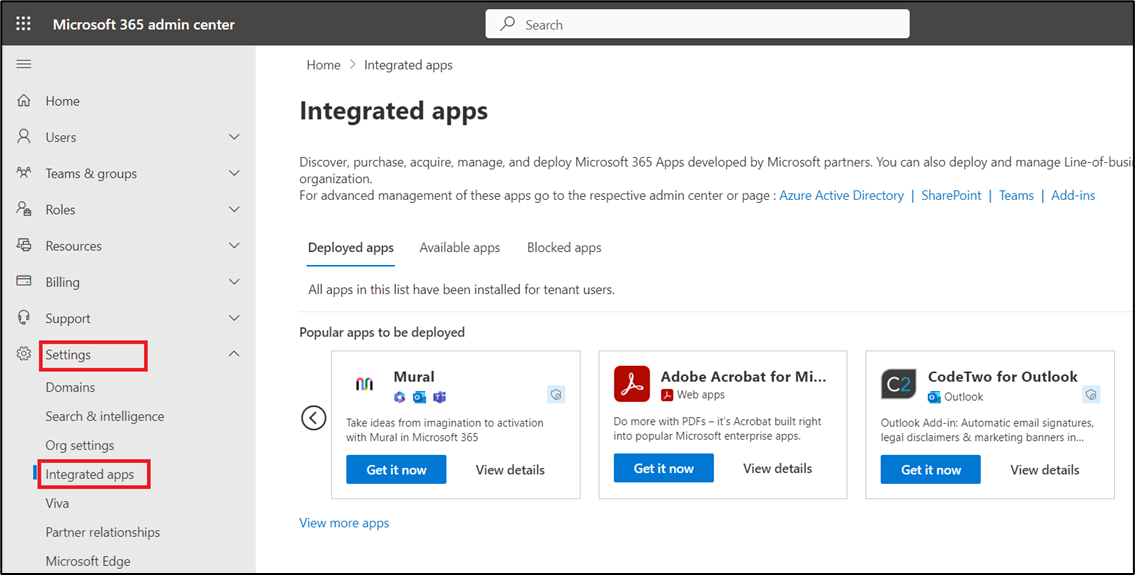 Microsoft 365 admin center
Search
Home
Users
Teams & groups
Roles
Resources
Billing
Support
Settings
Domains
Search & intelligence
Org settings
Integrated apps
Viva
Partner relationships
Microsoft Edge
Home > Integrated apps
Integrated apps
Discover, purchase, acquire, manage, and deploy Microsoft 365 Apps developed by Microsoft partners. You can also deploy and manage Line-of-busi
organization.
For advanced management of these apps go to the respective admin center or page : Azure Active Directory | SharePoint | Teams | Add-ins
Deployed apps Available apps Blocked apps
All apps in this list have been installed for tenant users.
Popular apps to be deployed
Mural
Take ideas from imagination to activation
with Mural in Microsoft 365
Get it now View details
Adobe Acrobat for Mi...
Web apps
Do more with PDFs – it's Acrobat built right
into popular Microsoft enterprise apps.
Get it now View details
C2
CodeTwo for Outlook
Outlook
Outlook Add-in: Automatic email signatures,
legal disclaimers & marketing banners in...
Get it now View details
View more apps